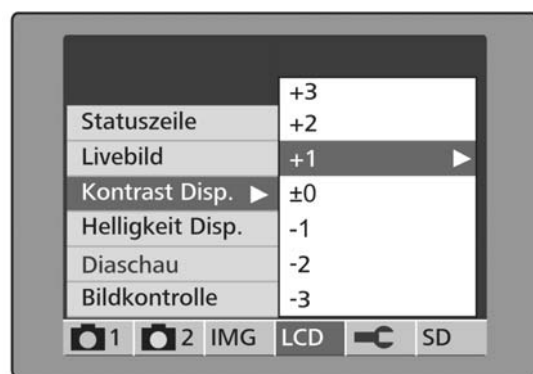 Statuszeile
Livebild
Kontrast Disp.
Helligkeit Disp.
Diaschau
Bildkontrolle
+3
+2
+1
±0
-1
-2
-3
1 2 IMG LCD SD